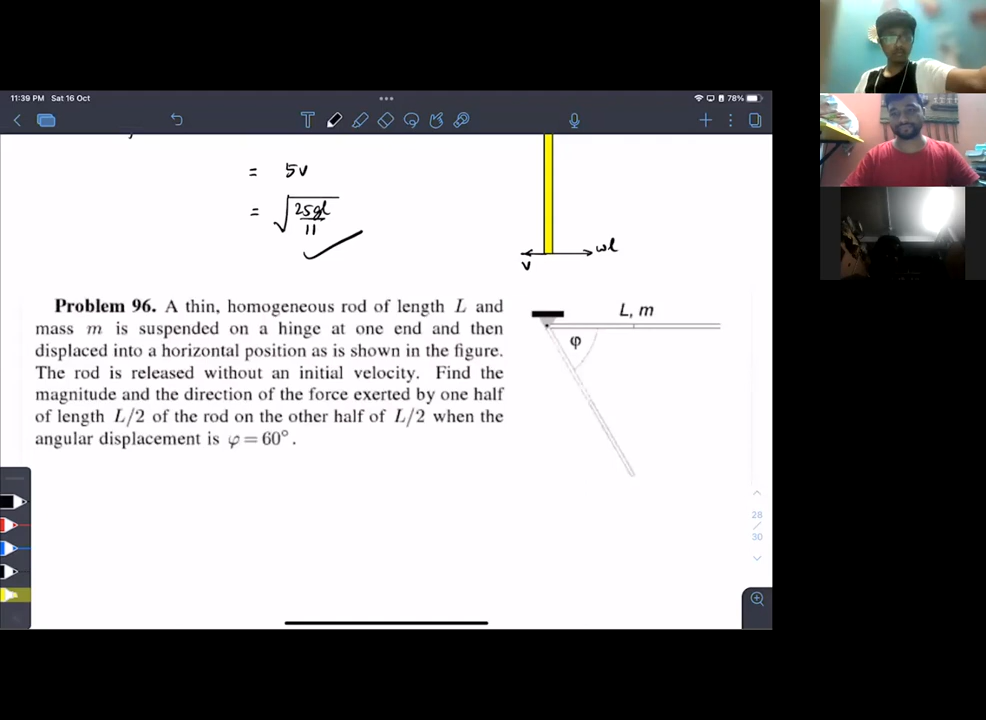 11:39 PM Sat 16 Oct
78%
= 5v
= √25gl/11
v
ωl
Problem 96. A thin, homogeneous rod of length L and
mass m is suspended on a hinge at one end and then
displaced into a horizontal position as is shown in the figure.
The rod is released without an initial velocity. Find the
magnitude and the direction of the force exerted by one half
of length L/2 of the rod on the other half of L/2 when the
angular displacement is φ = 60°.
L, m
φ
28
/
30